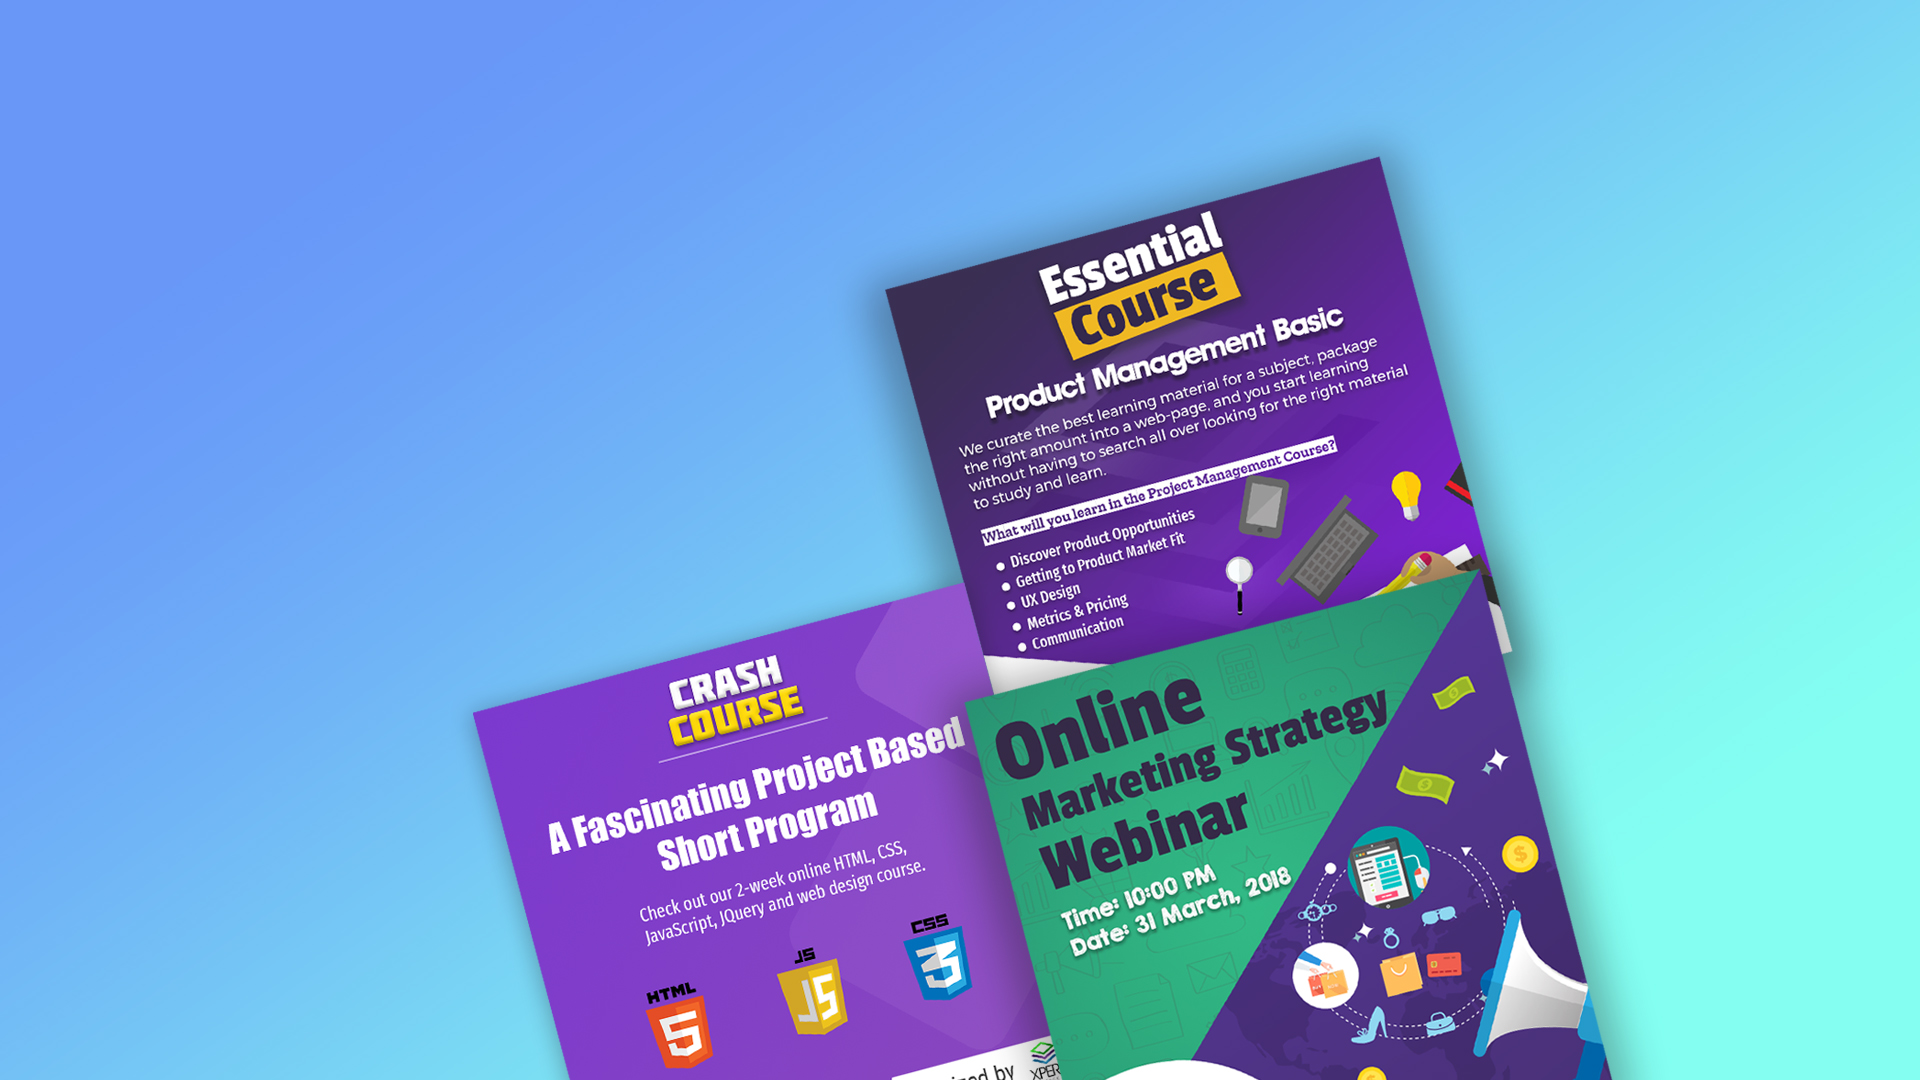 Essential
Course
Product Management Basic
We curate the best learning material for a subject, package
the right amount into a web-page, and you start learning
without having to search all over looking for the right material
to study and learn.
What will you learn in the Project Management Course?
Discover Product Opportunities
Getting to Product Market Fit
UX Design
Metrics & Pricing
Communication
CRASH
COURSE
A Fascinating Project Based
Short Program
Check out our 2-week online HTML, CSS,
JavaScript, JQuery and web design course.
HTML
5
JS
JS
CSS
3
by
XPER
Online
Marketing Strategy
Webinar
Time: 10:00 PM
Date: 31 March, 2018